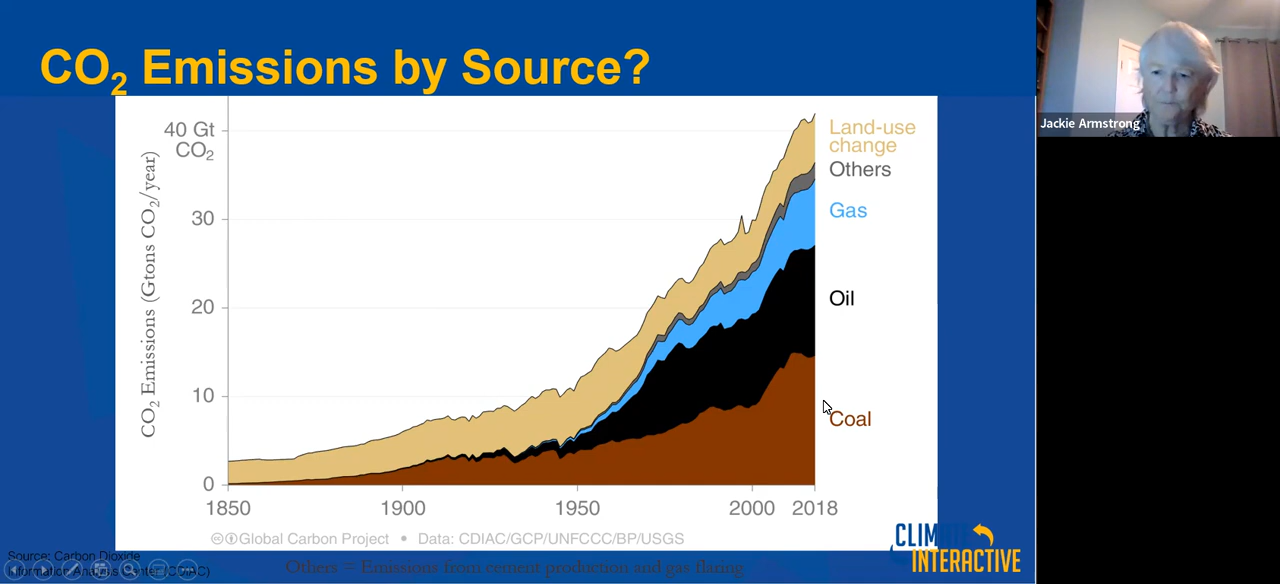 CO₂ Emissions by Source?
Jackie Armstrong
CO₂ Emissions (Gtons CO₂/year)
40 Gt
CO₂
30
20
10
0
1850
1900
1950
2000
2018
Land-use
change
Others
Gas
Oil
Coal
Global Carbon Project • Data: CDIAC/GCP/UNFCCC/BP/USGS
CLIMATE
INTERACTIVE
Source: Carbon Dioxide
Information Analysis Center (CDIAC)
Others = Emissions from cement production and gas flaring